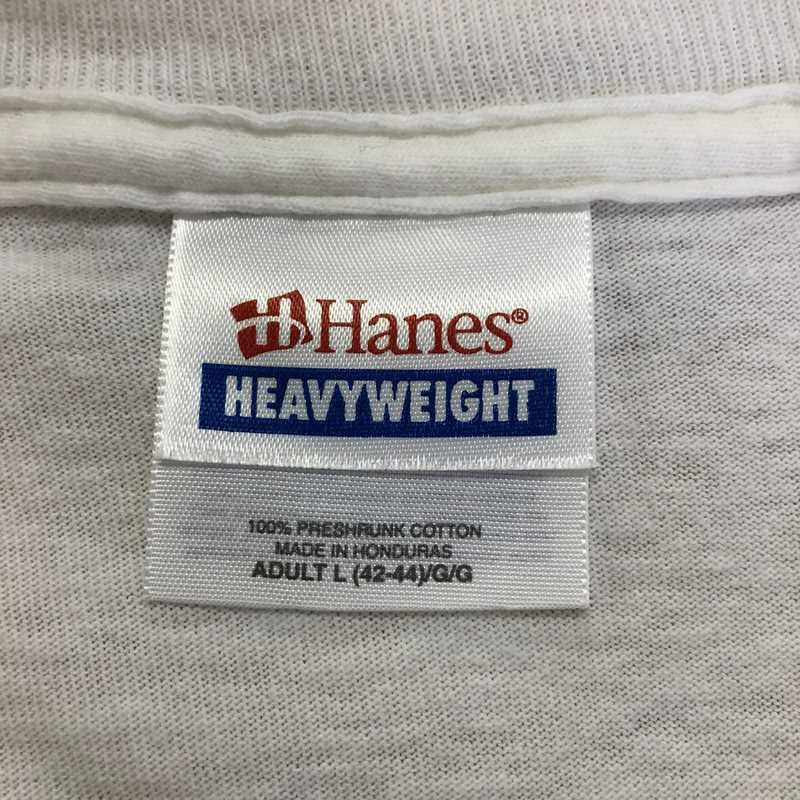 Hanes®
HEAVYWEIGHT
100% PRESHRUNK COTTON
MADE IN HONDURAS
ADULT L (42-44)/G/G